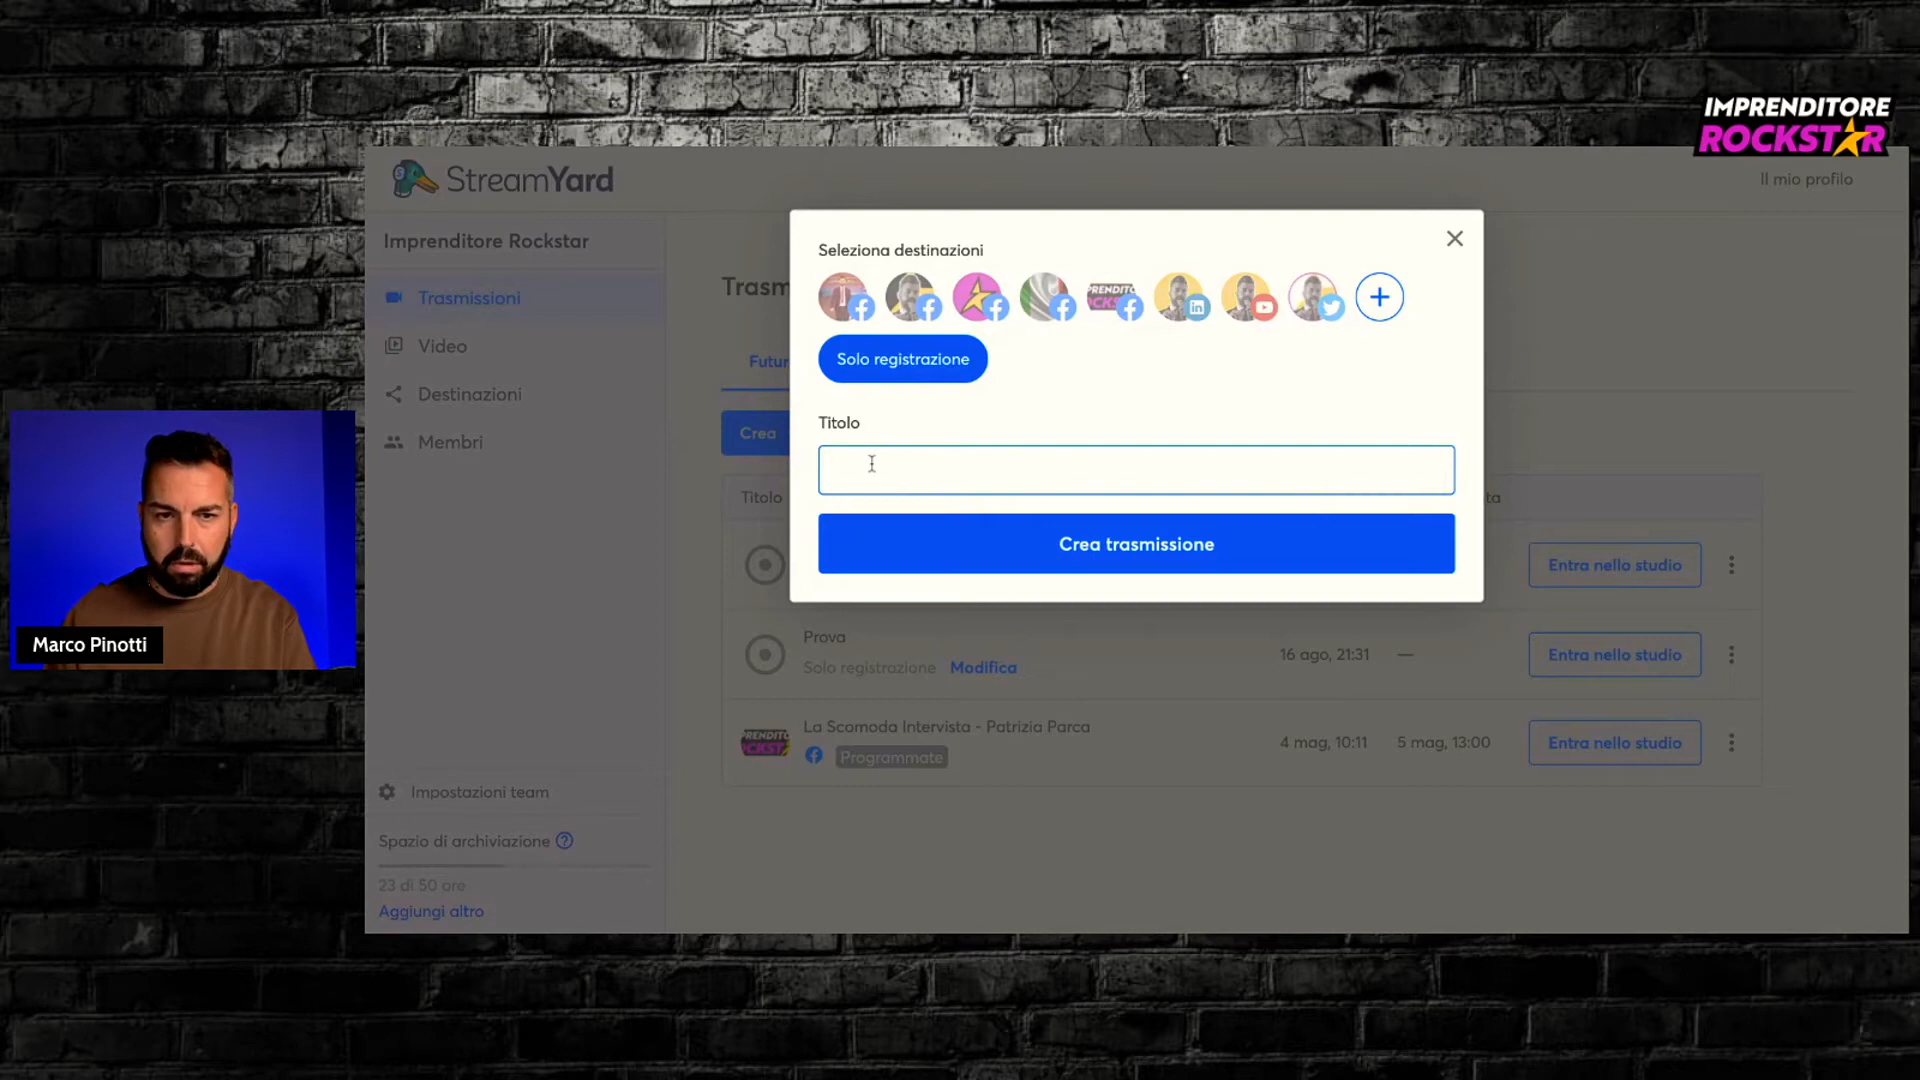 IMPRENDITORE
ROCKSTAR
StreamYard
Il mio profilo
Imprenditore Rockstar
Trasmissioni
Video
Destinazioni
Membri
Impostazioni team
Spazio di archiviazione
23 di 50 ore
Aggiungi altro
Trasm
Futur
Crea
Titolo
ta
Seleziona destinazioni
Solo registrazione
Titolo
Crea trasmissione
Entra nello studio
Prova
Solo registrazione Modifica
16 ago, 21:31 —
Entra nello studio
La Scomoda Intervista - Patrizia Parca
Programmate
4 mag, 10:11 5 mag, 13:00
Entra nello studio
Marco Pinotti